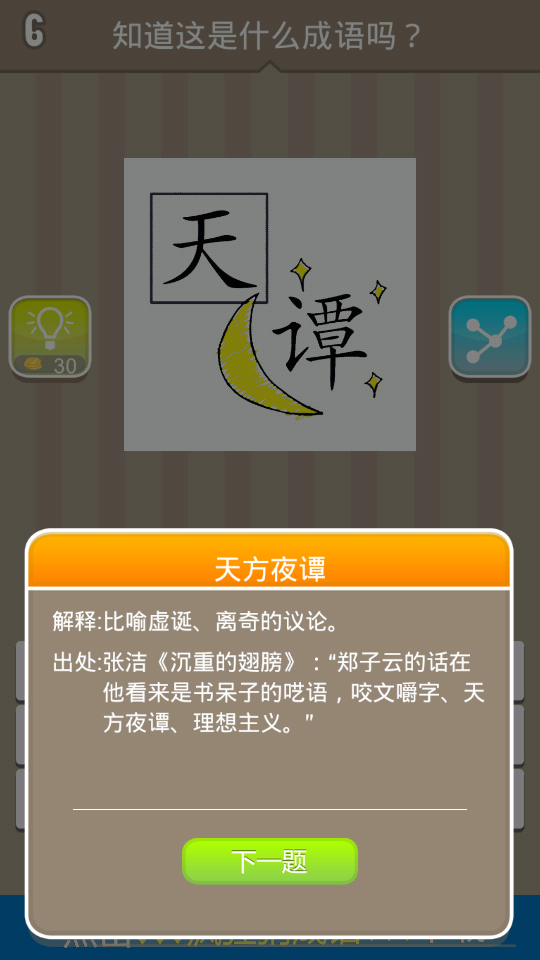 6
知道这是什么成语吗？
天
谭
30
天方夜谭
解释:比喻虚诞、离奇的议论。
出处:张洁《沉重的翅膀》：“郑子云的话在
他看来是书呆子的呓语，咬文嚼字、天
方夜谭、理想主义。”
下一题